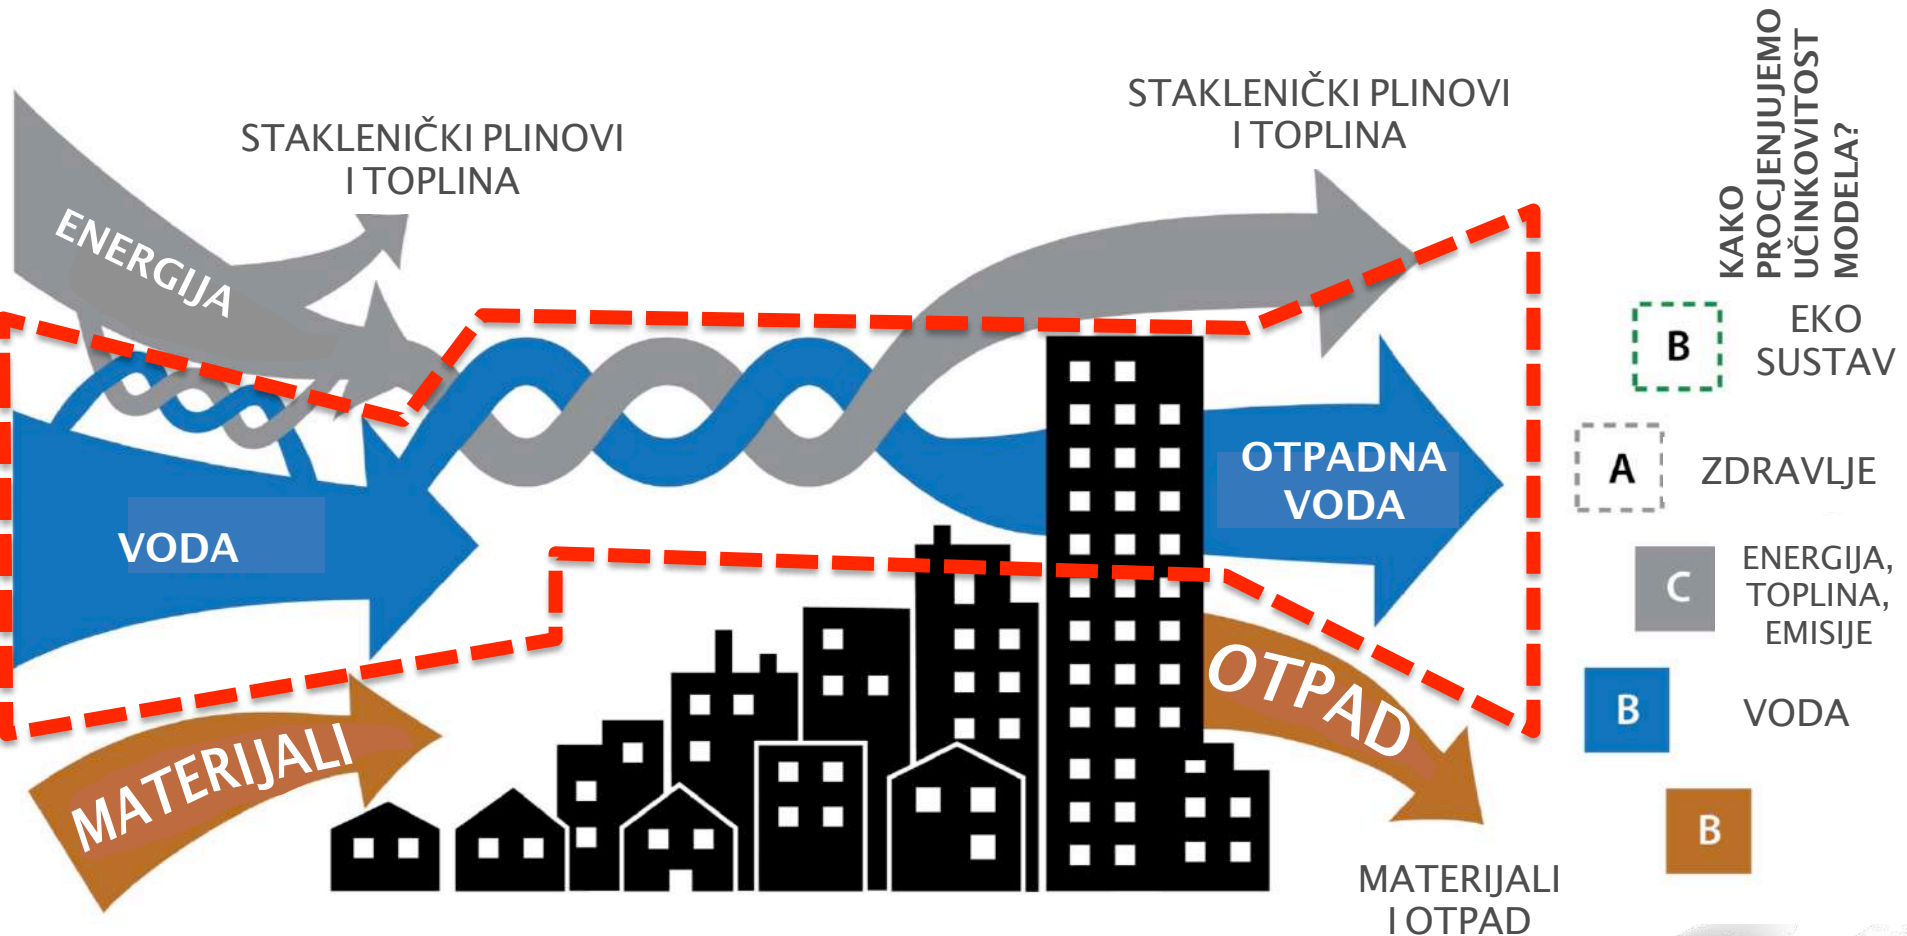 STAKLENIČKI PLINOVI
I TOPLINA
STAKLENIČKI PLINOVI
I TOPLINA
ENERGIJA
VODA
MATERIJALI
OTPADNA
VODA
OTPAD
MATERIJALI
I OTPAD
KAKO
PROCJENJUJEMO
UČINKOVITOST
MODELA?
B
EKO
SUSTAV
A
ZDRAVLJE
C
ENERGIJA,
TOPLINA,
EMISIJE
B
VODA
B